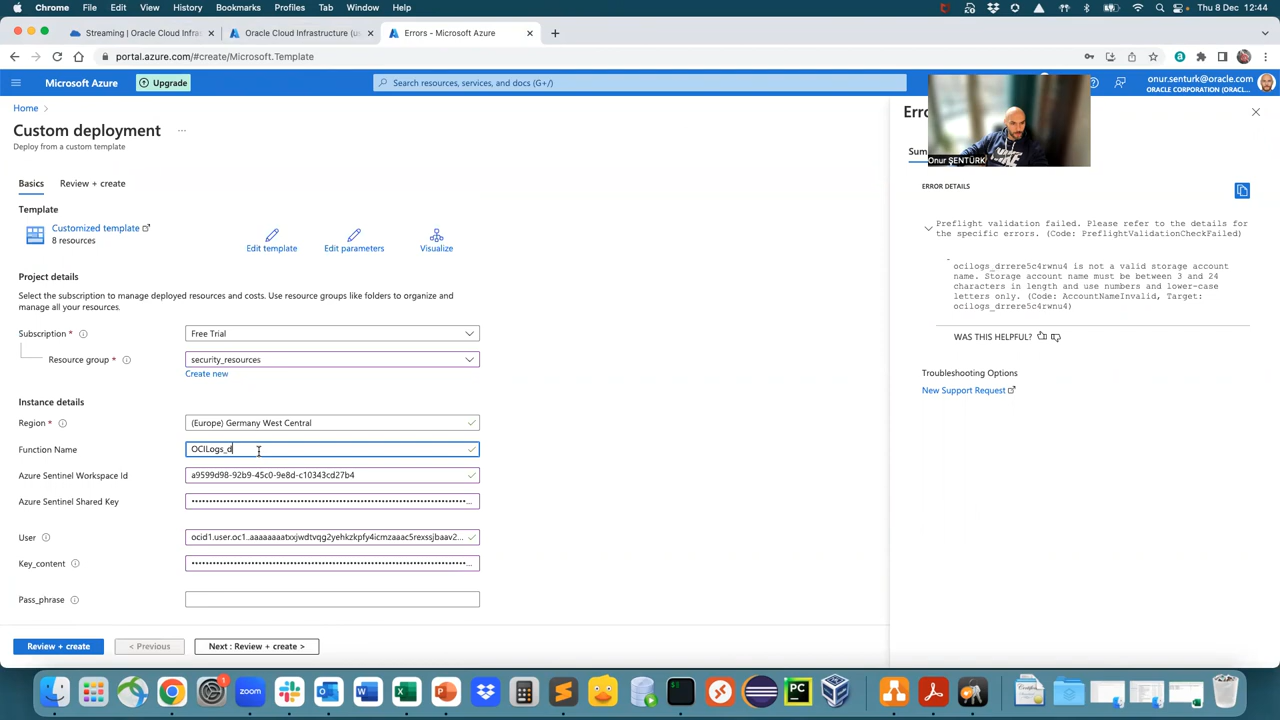 Chrome File Edit View History Bookmarks Profiles Tab Window Help
Thu 8 Dec 12:44
Streaming | Oracle Cloud Infras
Oracle Cloud Infrastructure (us
Errors - Microsoft Azure
portal.azure.com/#create/Microsoft.Template
Microsoft Azure
Upgrade
Search resources, services, and docs (G+/)
onur.senturk@oracle.com
ORACLE CORPORATION (ORACL...
Home
Custom deployment
Deploy from a custom template
Basics
Review + create
Template
Customized template
8 resources
Edit template
Edit parameters
Visualize
Project details
Select the subscription to manage deployed resources and costs. Use resource groups like folders to organize and
manage all your resources.
Subscription *
Free Trial
Resource group *
security_resources
Create new
Instance details
Region *
(Europe) Germany West Central
Function Name
OCILogs_d
Azure Sentinel Workspace Id
a9599d98-92b9-45c0-9e8d-c10343cd27b4
Azure Sentinel Shared Key
User
ocid1.user.oc1..aaaaaaaatxxjwdtvqg2yehkzkpfy4icmzaaac5rexssjbaav2...
Key_content
Pass_phrase
Review + create
< Previous
Next : Review + create >
Erro
Onur ŞENTÜRK
Sum
ERROR DETAILS
Preflight validation failed. Please refer to the details for
the specific errors. (Code: PreflightValidationCheckFailed)
ocilogs_drrere5c4rwnu4 is not a valid storage account
name. Storage account name must be between 3 and 24
characters in length and use numbers and lower-case
letters only. (Code: AccountNameInvalid, Target:
ocilogs_drrere5c4rwnu4)
WAS THIS HELPFUL?
Troubleshooting Options
New Support Request
1
zoom
PC